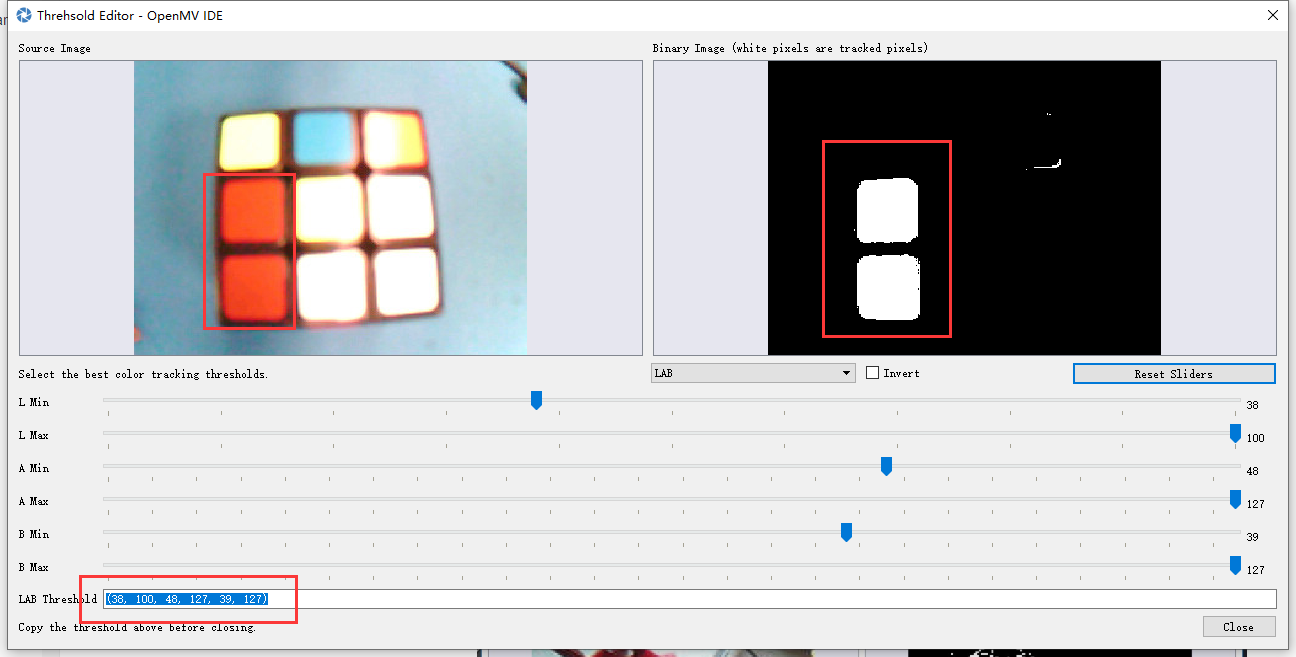 Threhsold Editor - OpenMV IDE
Source Image
Binary Image (white pixels are tracked pixels)
Select the best color tracking thresholds.
LAB
Invert
Reset Sliders
L Min
38
L Max
100
A Min
48
A Max
127
B Min
39
B Max
127
LAB Threshold
(38, 100, 48, 127, 39, 127)
Copy the threshold above before closing.
Close